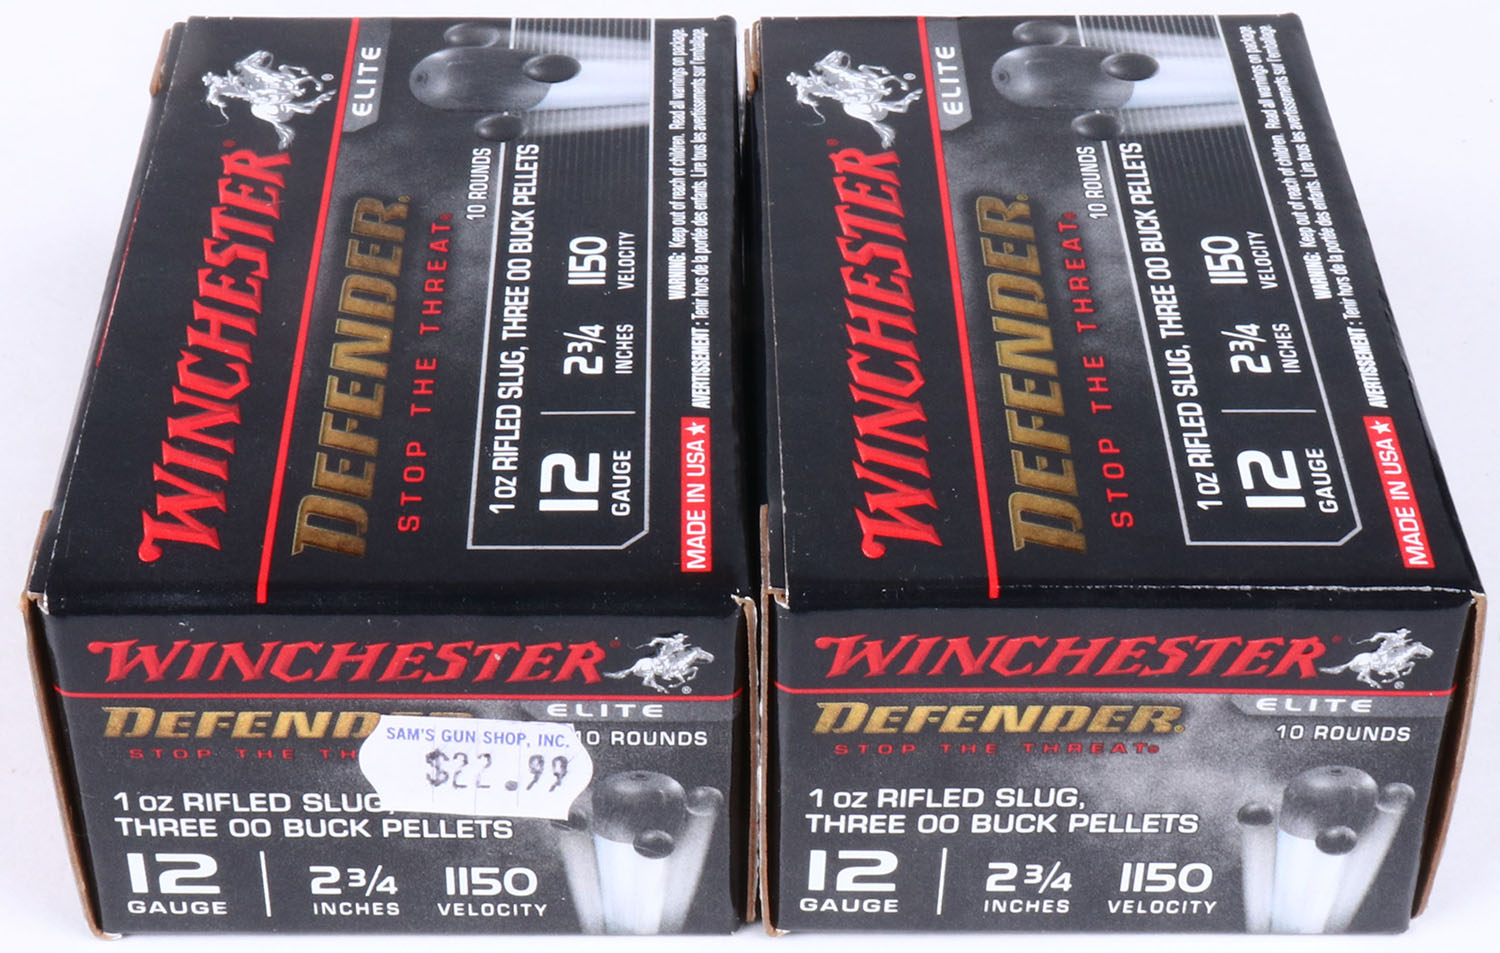 WINCHESTER®
ELITE
DEFENDER®
STOP THE THREAT®
10 ROUNDS
1 OZ RIFLED SLUG, THREE 00 BUCK PELLETS
12 GAUGE
2 3/4 INCHES
1150 VELOCITY
MADE IN USA ★
WARNING: Keep out of reach of children. Read all warnings on package.
AVERTISSEMENT : Tenir hors de la portée des enfants. Lire tous les avertissements sur l'emballage.
WINCHESTER®
ELITE
DEFENDER®
STOP THE THREAT®
10 ROUNDS
1 OZ RIFLED SLUG, THREE 00 BUCK PELLETS
12 GAUGE
2 3/4 INCHES
1150 VELOCITY
MADE IN USA ★
WARNING: Keep out of reach of children. Read all warnings on package.
AVERTISSEMENT : Tenir hors de la portée des enfants. Lire tous les avertissements sur l'emballage.
WINCHESTER®
ELITE
DEFENDE
STOP THE TH
SAM'S GUN SHOP, INC.
$22.99
10 ROUNDS
1 OZ RIFLED SLUG,
THREE 00 BUCK PELLETS
12 2 3/4 1150
GAUGE INCHES VELOCITY
WINCHESTER®
ELITE
DEFENDER®
STOP THE THREAT®
10 ROUNDS
1 OZ RIFLED SLUG,
THREE 00 BUCK PELLETS
12 2 3/4 1150
GAUGE INCHES VELOCITY